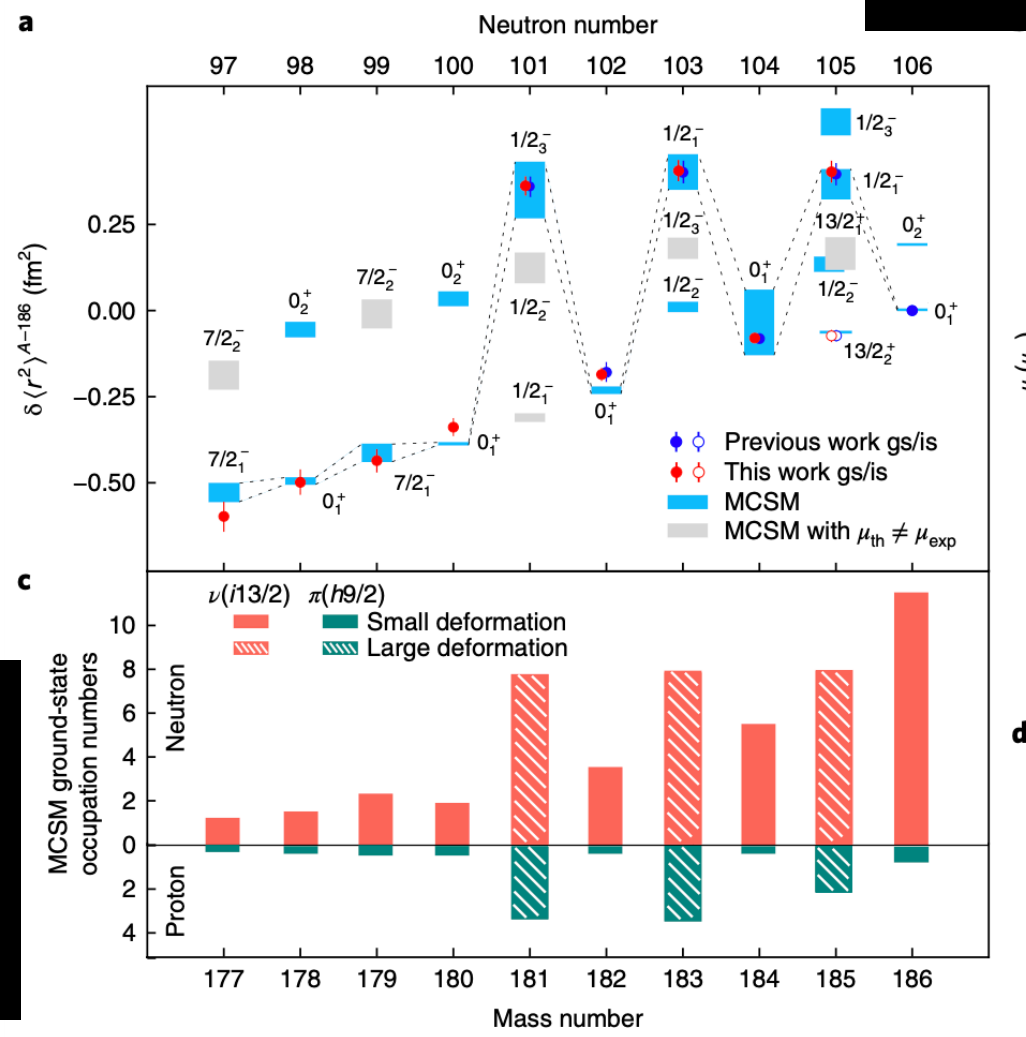 a
Neutron number
97 98 99 100 101 102 103 104 105 106
δ⟨r²⟩ᴬ⁻¹⁸⁶ (fm²)
0.25
0.00
−0.25
−0.50
7/2₂⁻
7/2₁⁻
0₂⁺
0₁⁺
7/2₂⁻
7/2₁⁻
0₂⁺
0₁⁺
1/2₃⁻
1/2₂⁻
1/2₁⁻
0₁⁺
1/2₁⁻
1/2₃⁻
1/2₂⁻
0₁⁺
1/2₃⁻
1/2₁⁻
13/2₁⁺
1/2₂⁻
13/2₂⁺
0₂⁺
0₁⁺
Previous work gs/is
This work gs/is
MCSM
MCSM with μth ≠ μexp
c
ν(i13/2) π(h9/2)
Small deformation
Large deformation
MCSM ground-state
occupation numbers
Neutron
Proton
10
8
6
4
2
0
2
4
177 178 179 180 181 182 183 184 185 186
Mass number
d